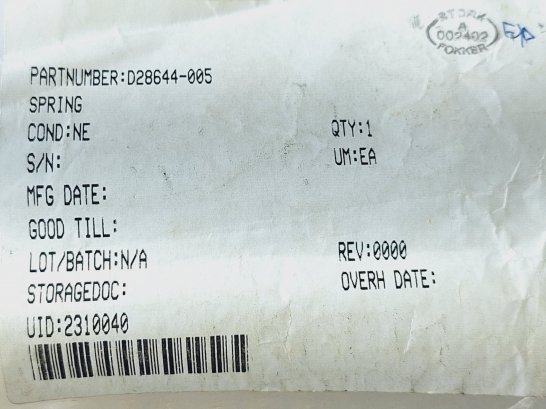 A
002402
FOKKER
PARTNUMBER:D28644-005
SPRING
COND:NE QTY:1
S/N: UM:EA
MFG DATE:
GOOD TILL:
LOT/BATCH:N/A REV:0000
STORAGEDOC: OVERH DATE:
UID:2310040